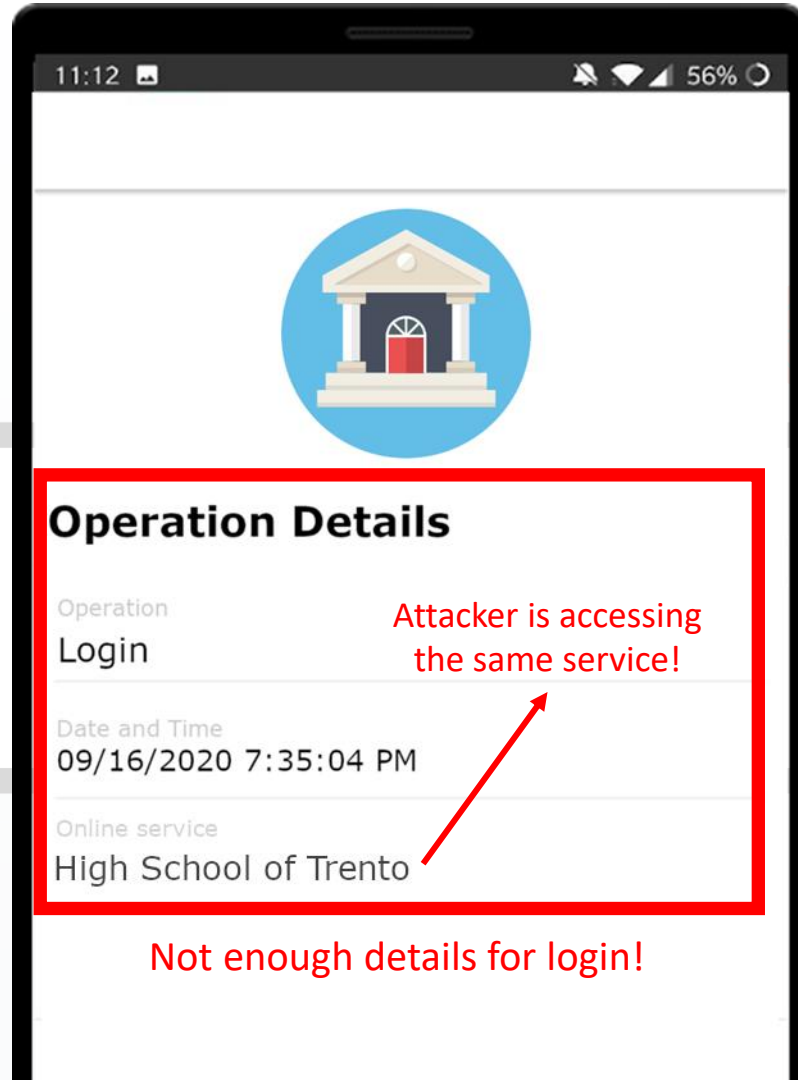 11:12 56%
Operation Details
Operation
Login
Attacker is accessing
the same service!
Date and Time
09/16/2020 7:35:04 PM
Online service
High School of Trento
Not enough details for login!